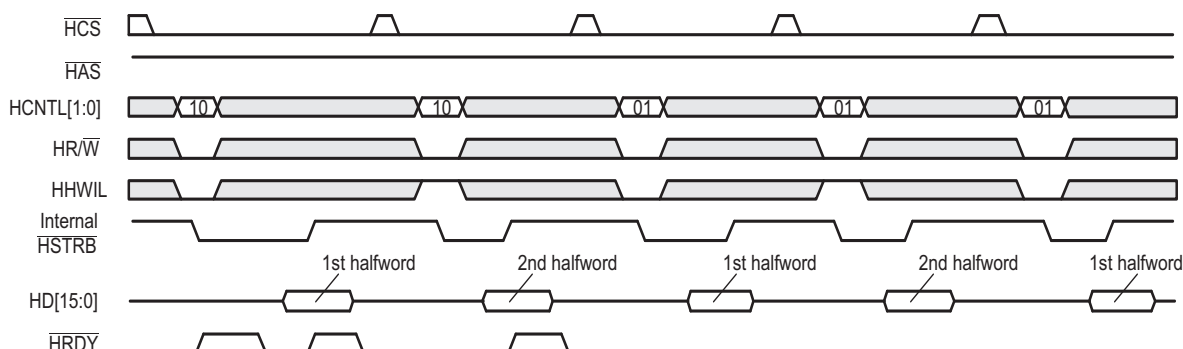 HCS
HAS
HCNTL[1:0] 10 10 01 01 01
HR/W
HHWIL
Internal
HSTRB
1st halfword 2nd halfword 1st halfword 2nd halfword 1st halfword
HD[15:0]
HRDY